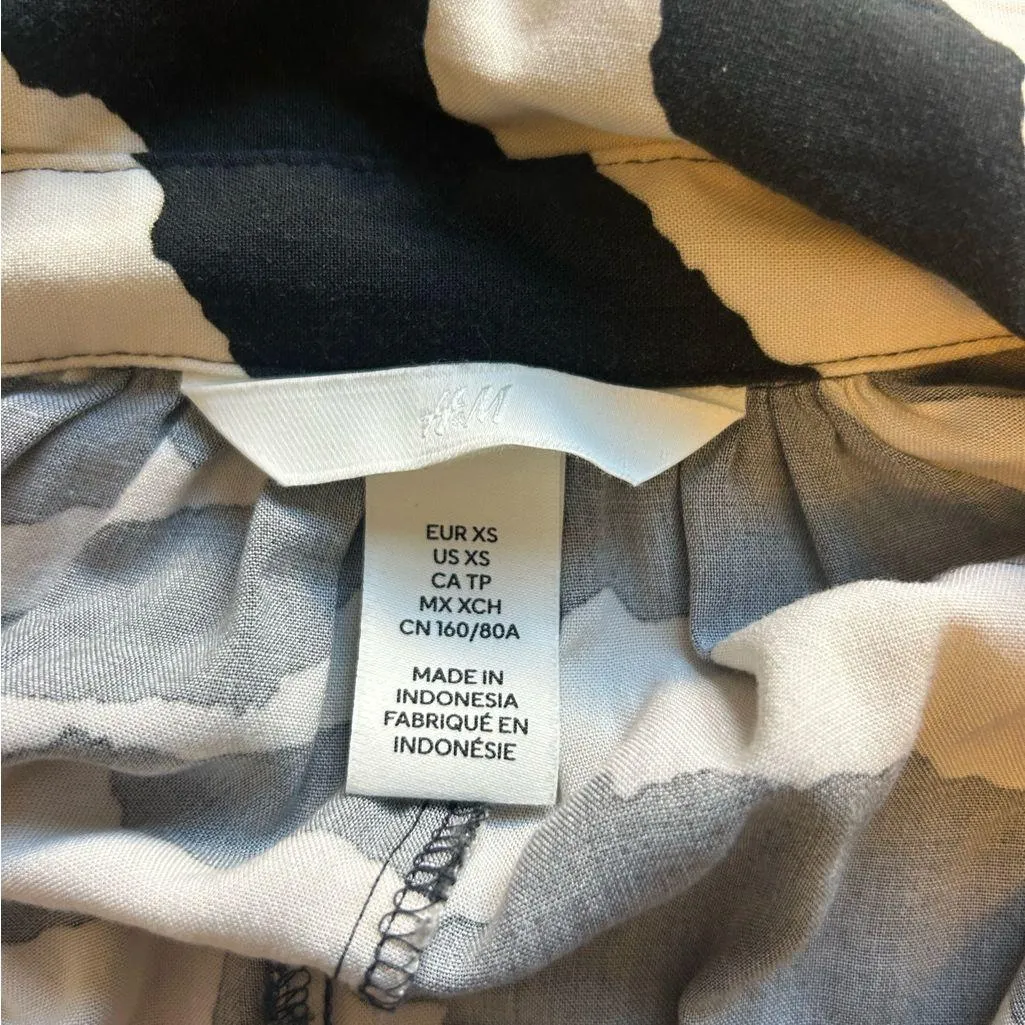 H&M
EUR XS
US XS
CA TP
MX XCH
CN 160/80A
MADE IN
INDONESIA
FABRIQUÉ EN
INDONÉSIE